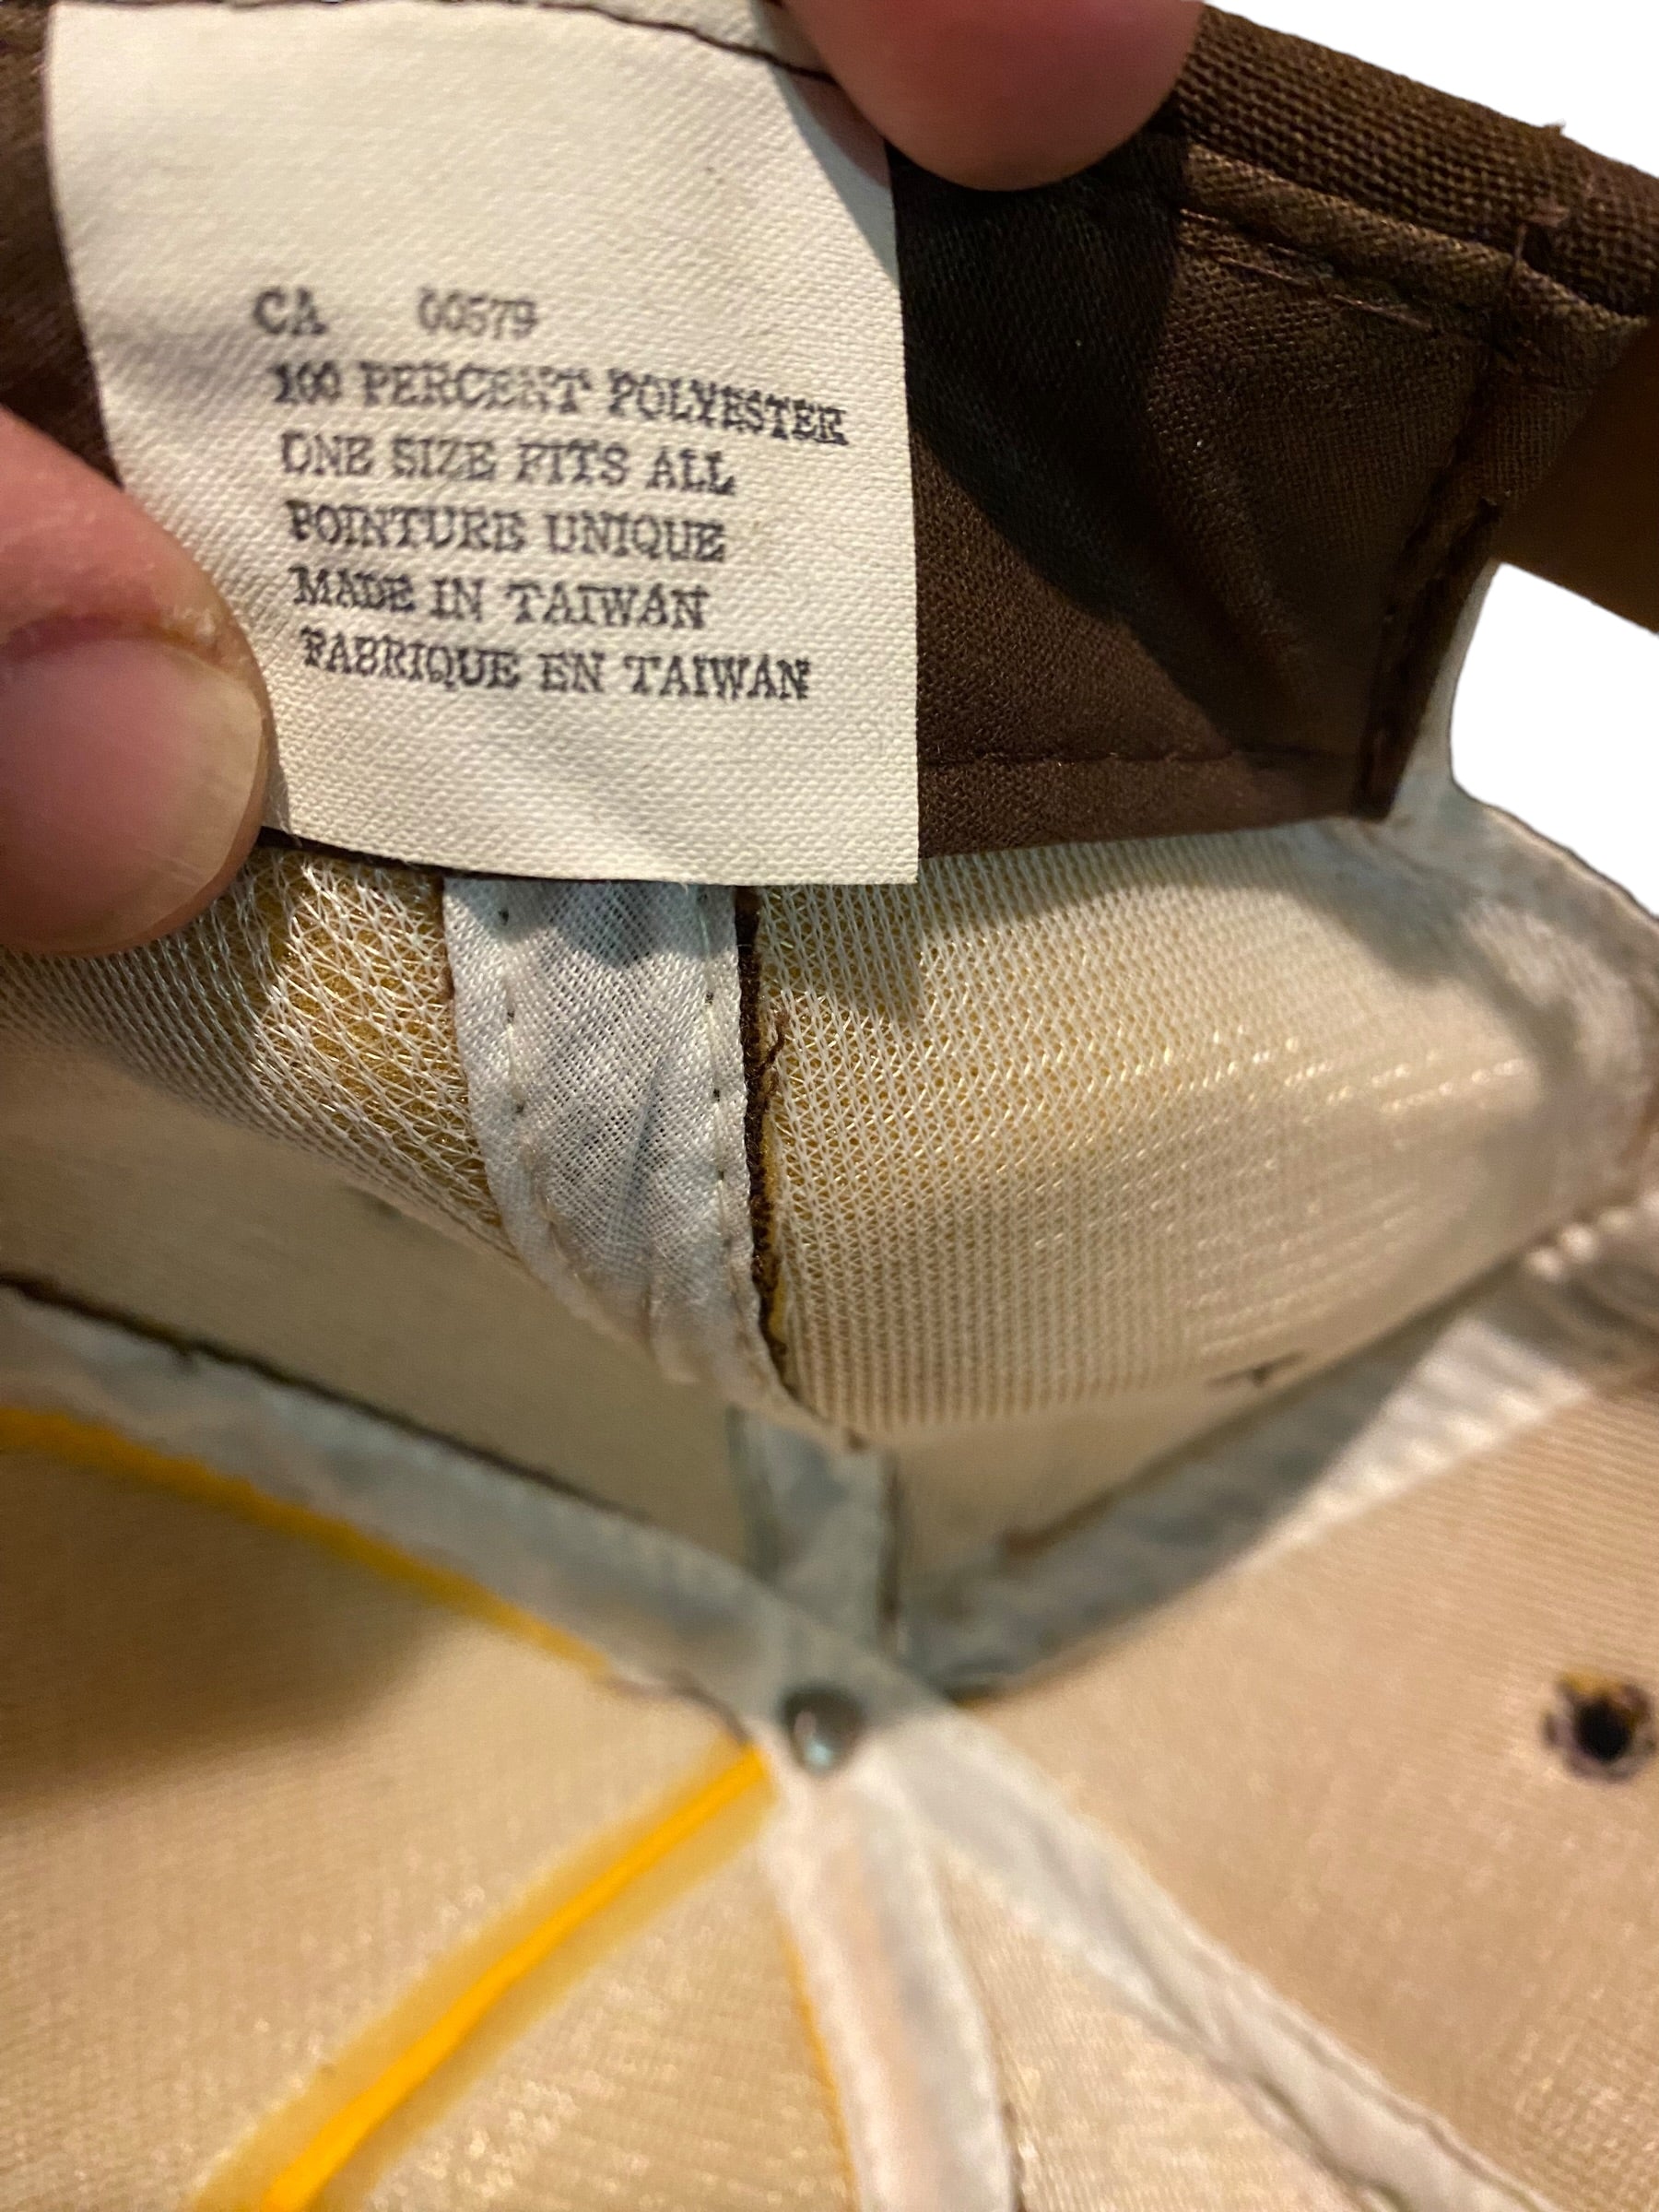 CA 00579
100 PERCENT POLYESTER
ONE SIZE FITS ALL
POINTURE UNIQUE
MADE IN TAIWAN
FABRIQUE EN TAIWAN